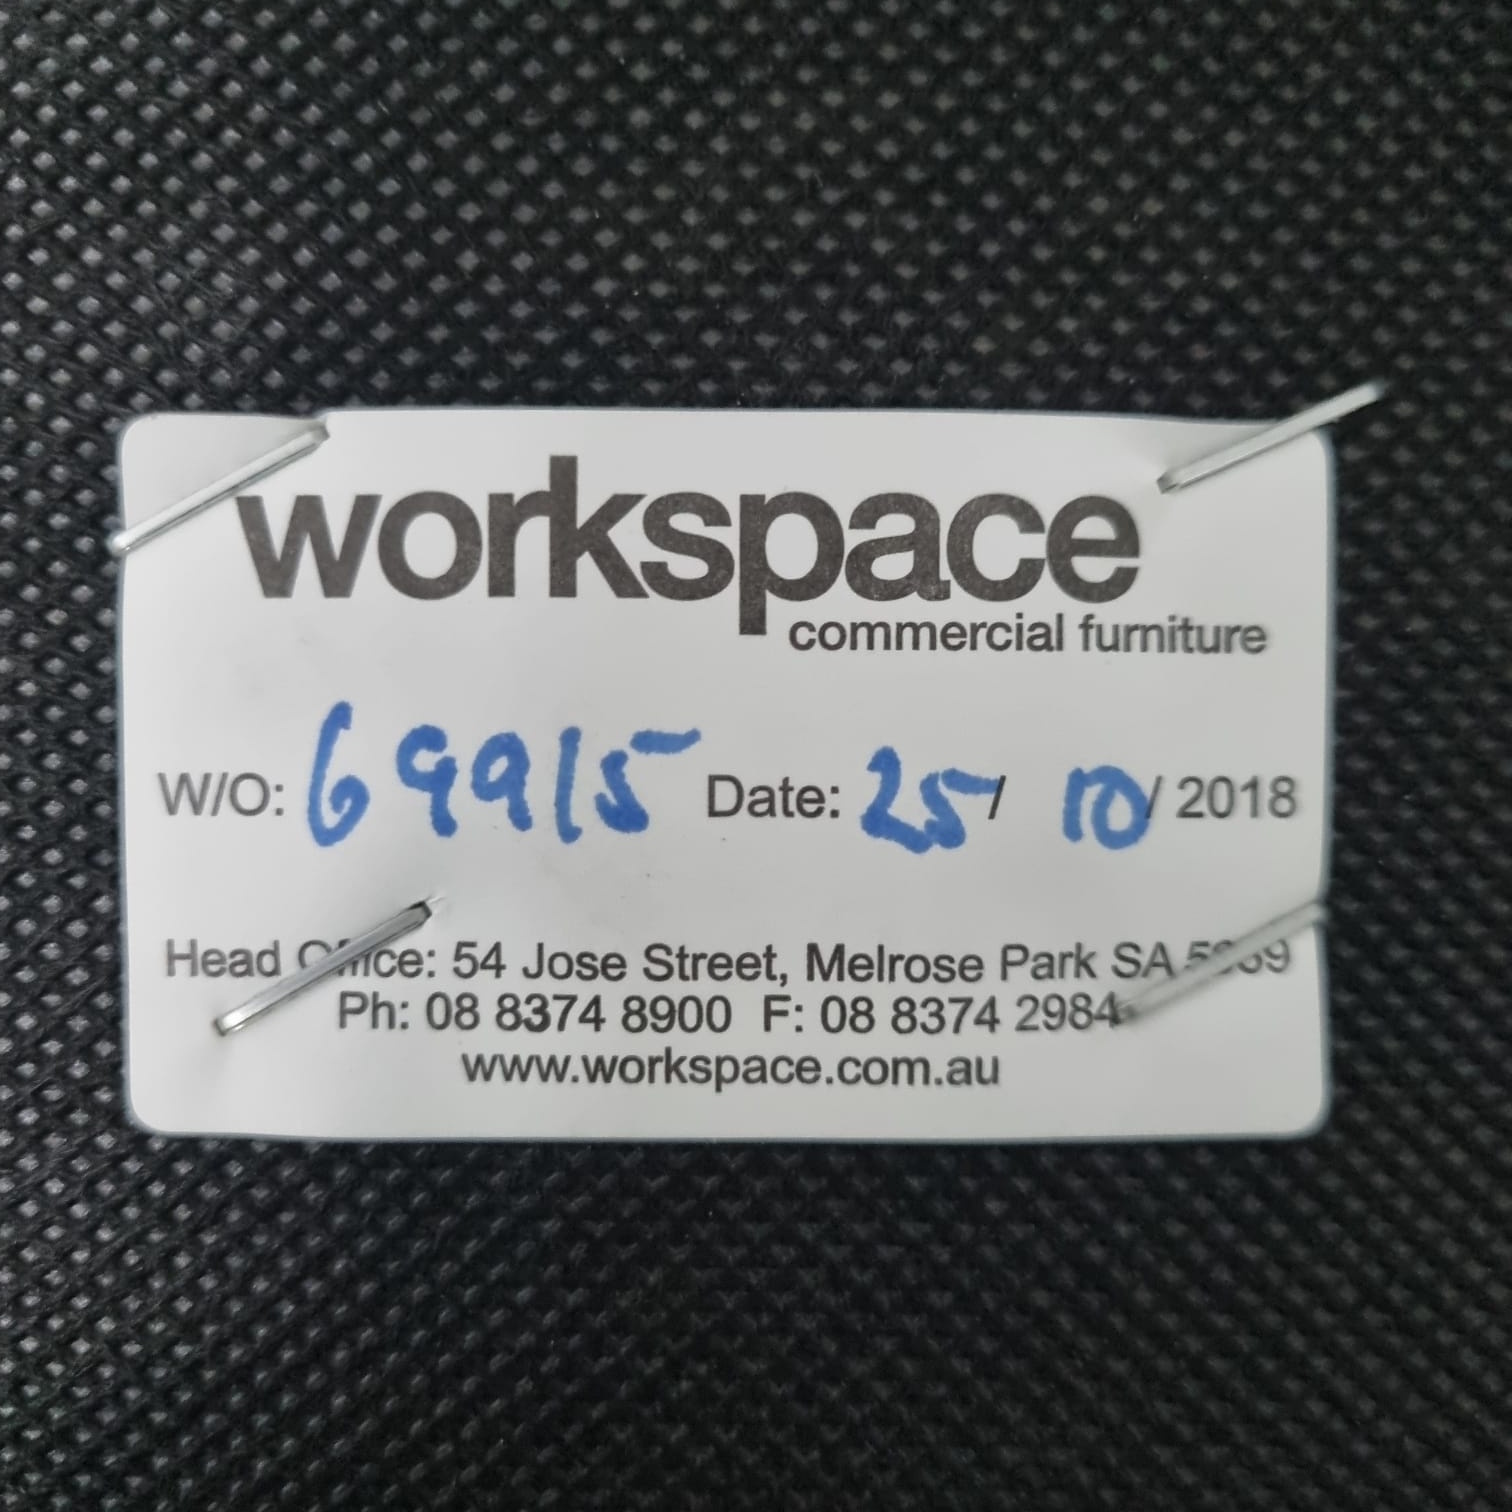 workspace
commercial furniture
W/O: 69915 Date: 25/ 10/ 2018
Head Office: 54 Jose Street, Melrose Park SA
Ph: 08 8374 8900 F: 08 8374 2984
www.workspace.com.au